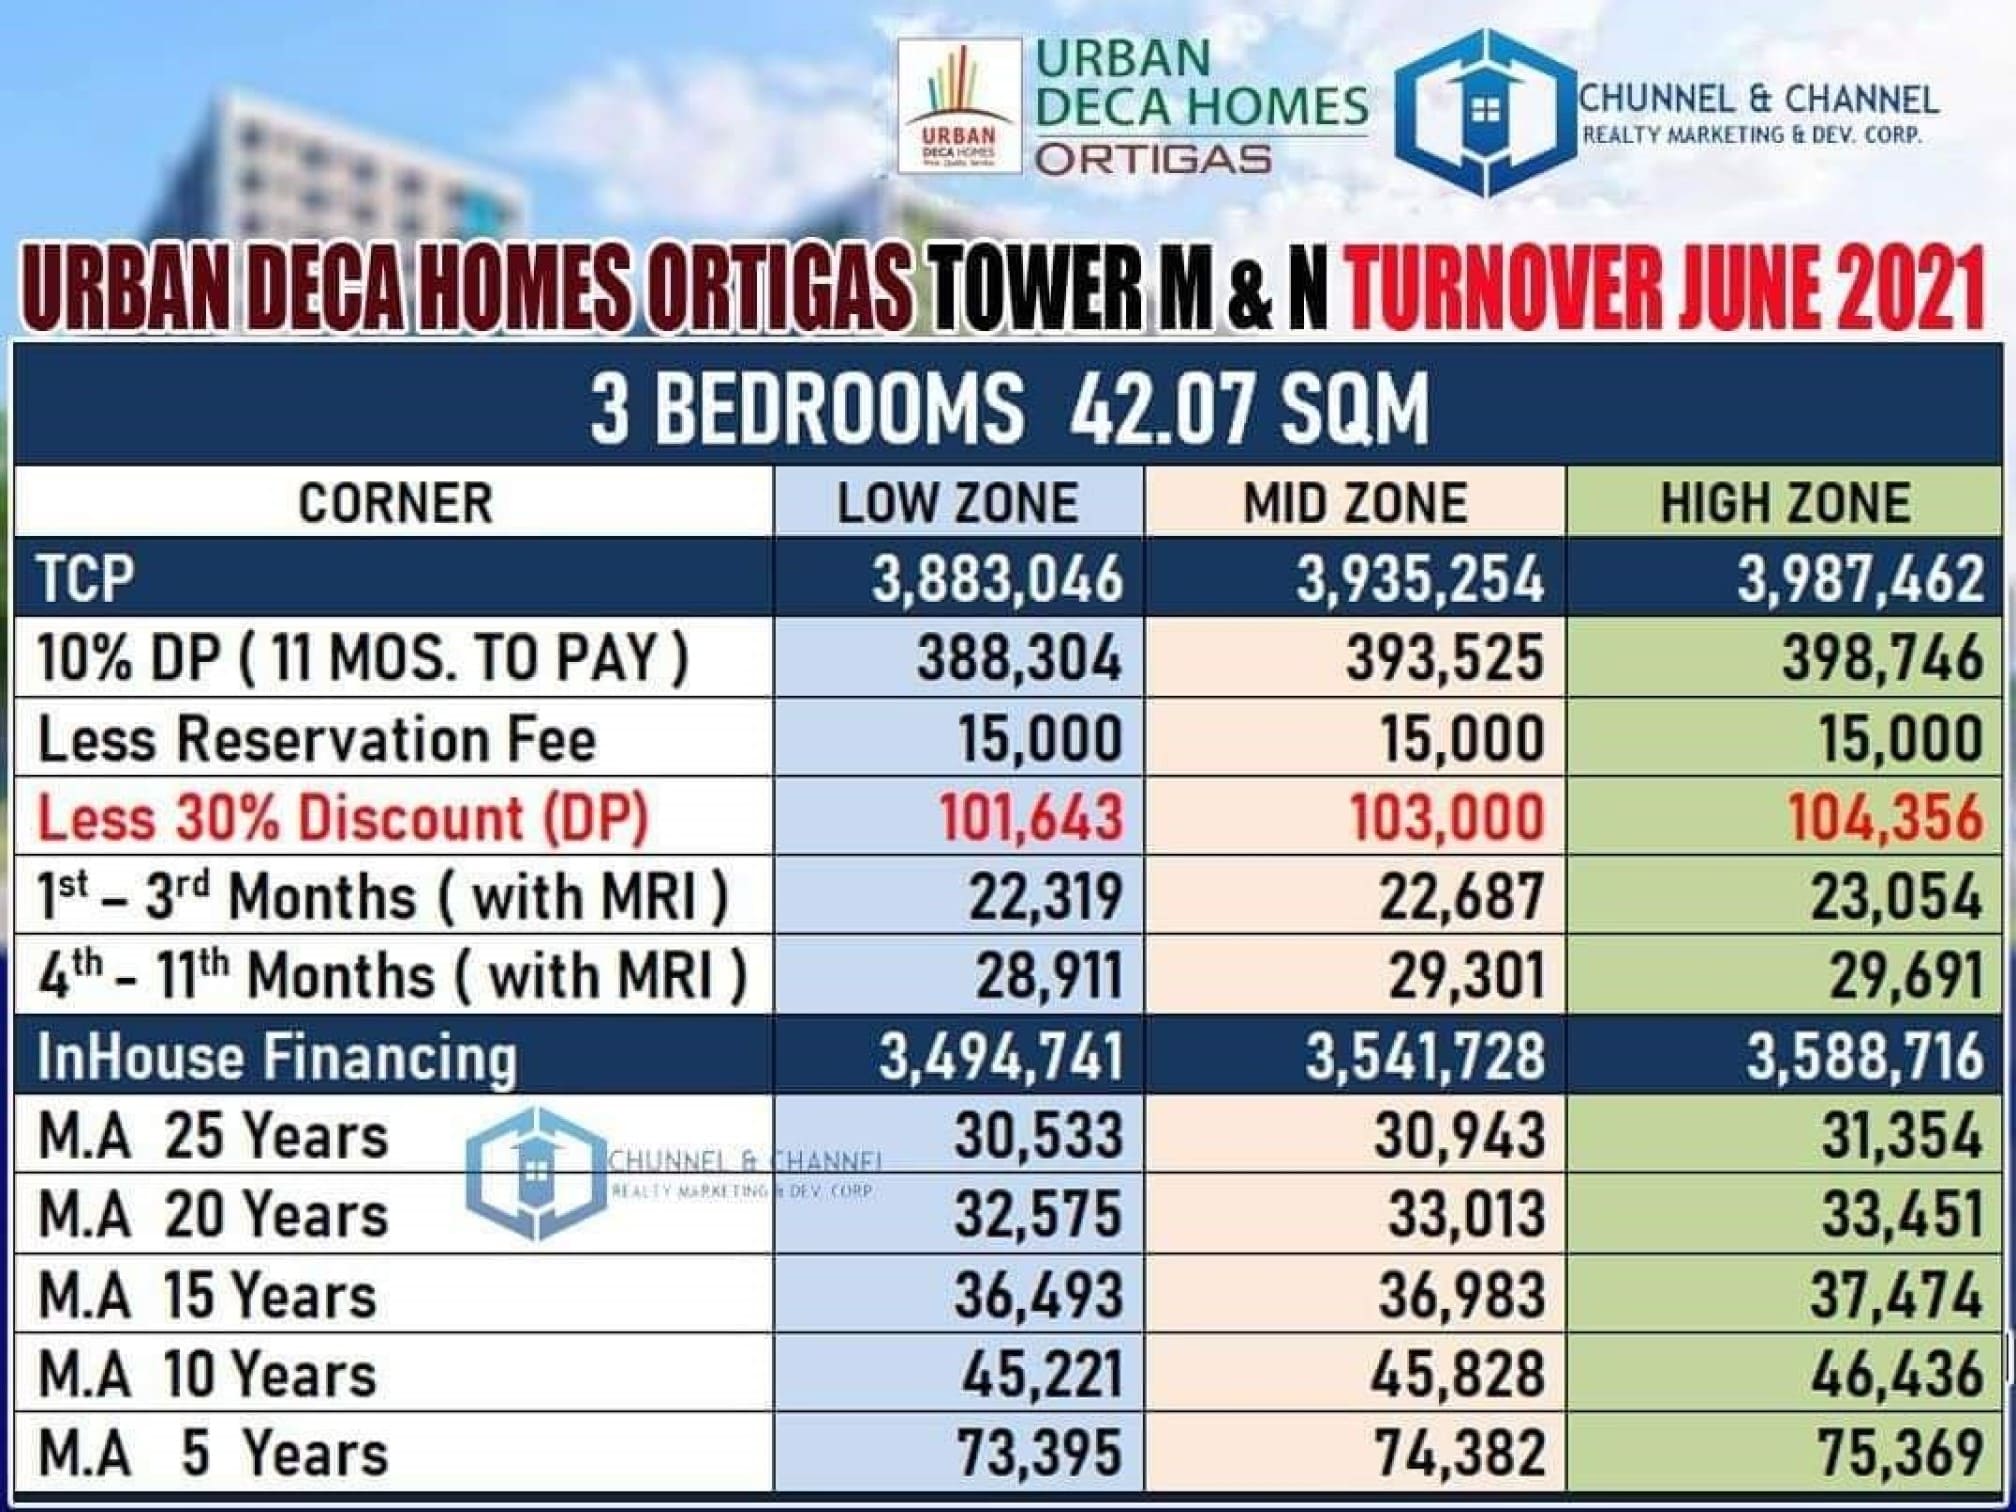 URBAN
DECA HOMES
ORTIGAS
URBAN
DECA HOMES
CHUNNEL & CHANNEL
REALTY MARKETING & DEV. CORP.
URBAN DECA HOMES ORTIGAS TOWER M & N TURNOVER JUNE 2021
3 BEDROOMS 42.07 SQM
CORNER LOW ZONE MID ZONE HIGH ZONE
TCP 3,883,046 3,935,254 3,987,462
10% DP ( 11 MOS. TO PAY ) 388,304 393,525 398,746
Less Reservation Fee 15,000 15,000 15,000
Less 30% Discount (DP) 101,643 103,000 104,356
1st – 3rd Months ( with MRI ) 22,319 22,687 23,054
4th - 11th Months ( with MRI ) 28,911 29,301 29,691
InHouse Financing 3,494,741 3,541,728 3,588,716
M.A 25 Years 30,533 30,943 31,354
CHUNNEL & CHANNEL
REALTY MARKETING & DEV. CORP.
M.A 20 Years 32,575 33,013 33,451
M.A 15 Years 36,493 36,983 37,474
M.A 10 Years 45,221 45,828 46,436
M.A 5 Years 73,395 74,382 75,369